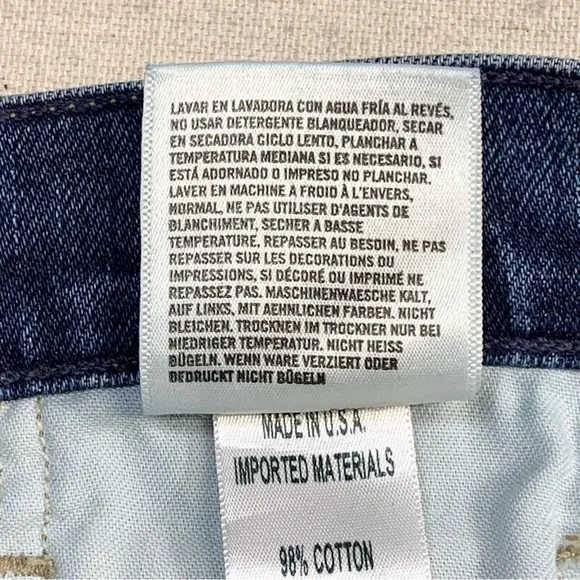 LAVAR EN LAVADORA CON AGUA FRÍA AL REVÉS,
NO USAR DETERGENTE BLANQUEADOR, SECAR
EN SECADORA CICLO LENTO, PLANCHAR A
TEMPERATURA MEDIANA SI ES NECESARIO, SI
ESTÁ ADORNADO O IMPRESO NO PLANCHAR.
LAVER EN MACHINE A FROID À L'ENVERS,
NORMAL, NE PAS UTILISER D'AGENTS DE
BLANCHIMENT, SECHER A BASSE
TEMPERATURE, REPASSER AU BESOIN, NE PAS
REPASSER SUR LES DECORATIONS OU
IMPRESSIONS, SI DÉCORÉ OU IMPRIMÉ NE
REPASSEZ PAS. MASCHINENWAESCHE KALT,
AUF LINKS, MIT AEHNLICHEN FARBEN. NICHT
BLEICHEN. TROCKNEN IM TROCKNER NUR BEI
NIEDRIGER TEMPERATUR. NICHT HEISS
BÜGELN. WENN WARE VERZIERT ODER
BEDRUCKT NICHT BÜGELN
MADE IN U.S.A.
IMPORTED MATERIALS
98% COTTON